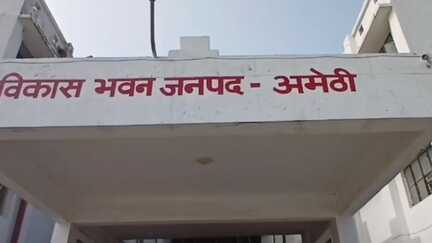 विकास भवन जनपद - अमेठी